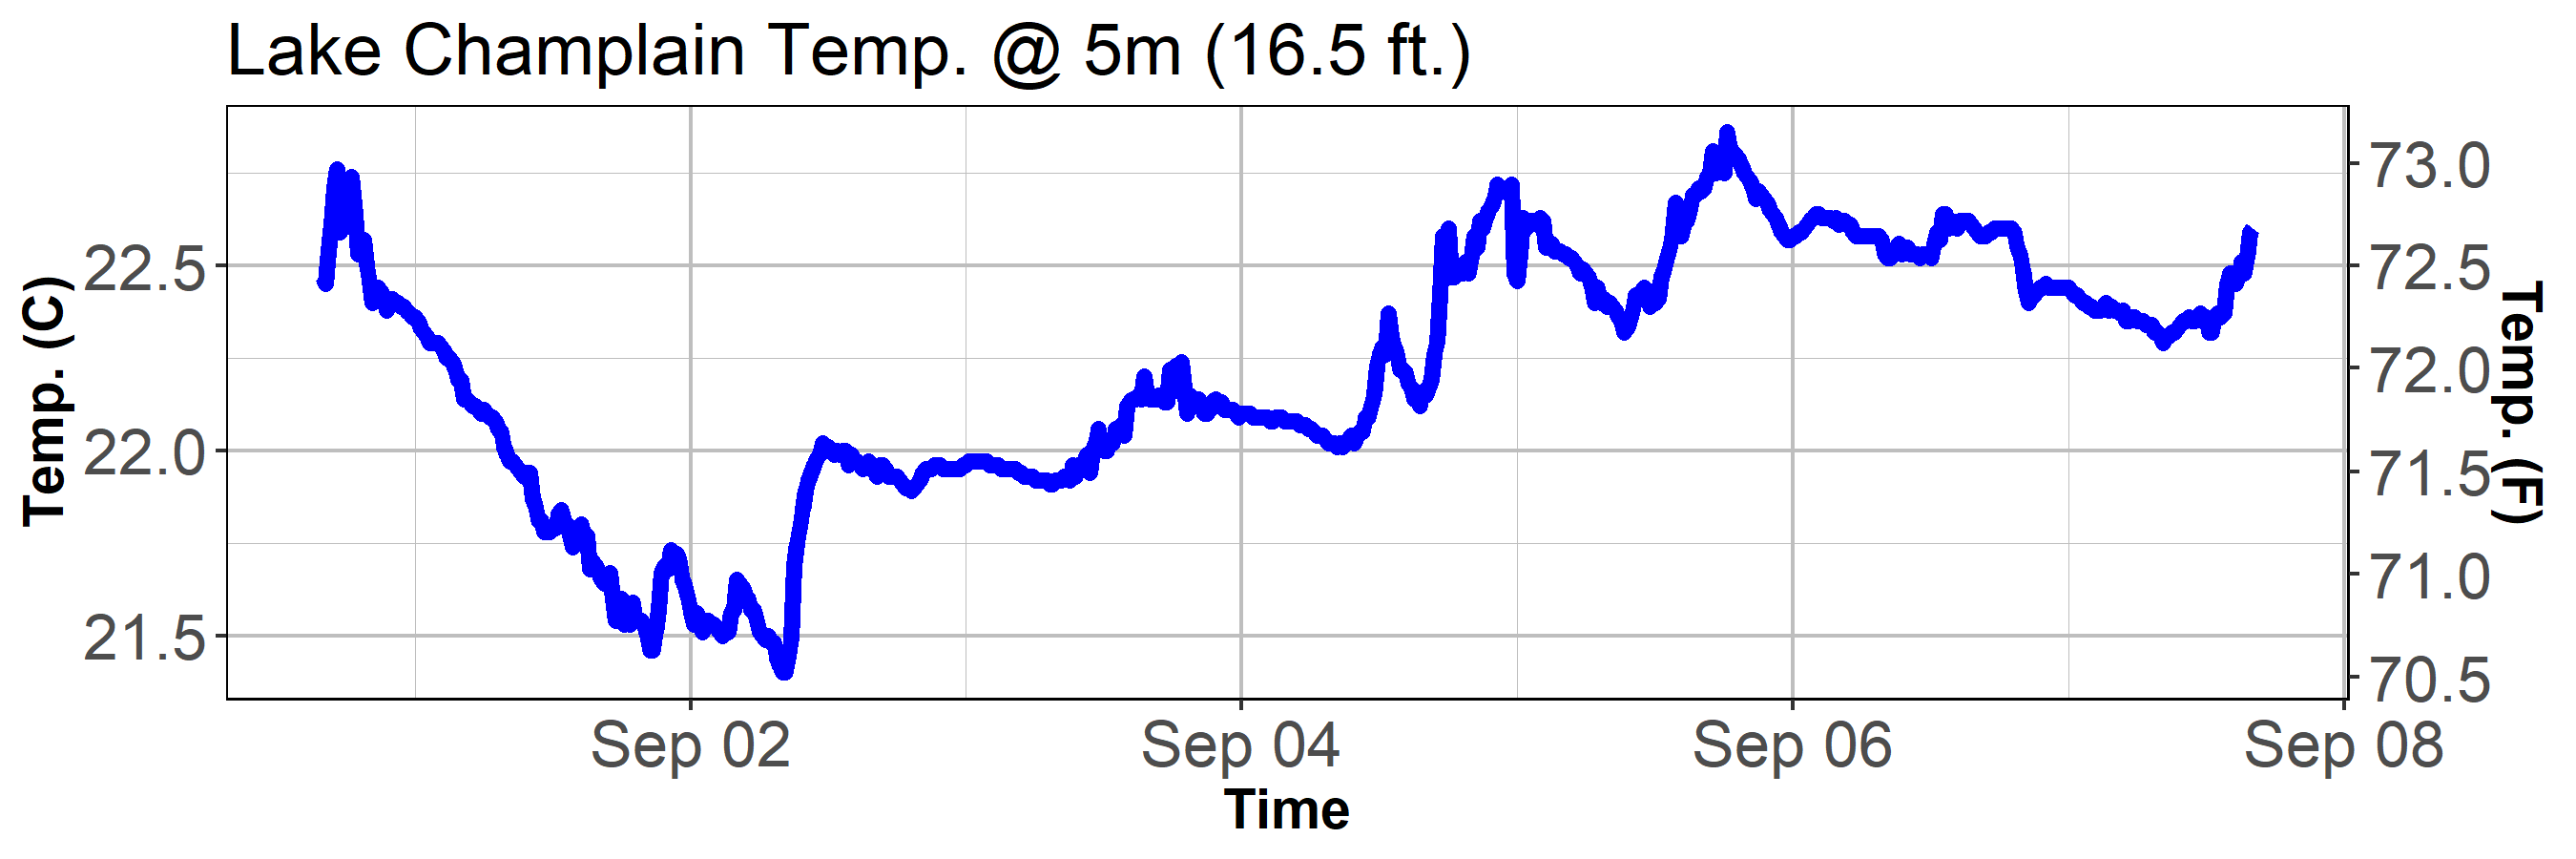 Lake Champlain Temp. @ 5m (16.5 ft.)
Temp. (C)
22.5
22.0
21.5
73.0
72.5
72.0
71.5
71.0
70.5
Temp. (F)
Sep 02 Sep 04 Sep 06 Sep 08
Time